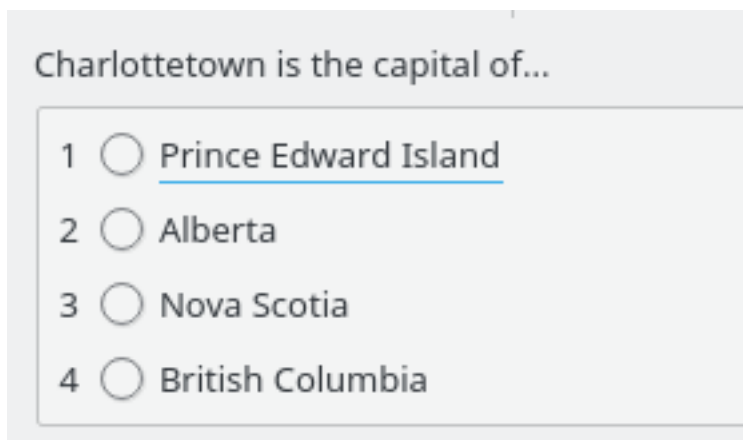 Charlottetown is the capital of...
1 Prince Edward Island
2 Alberta
3 Nova Scotia
4 British Columbia